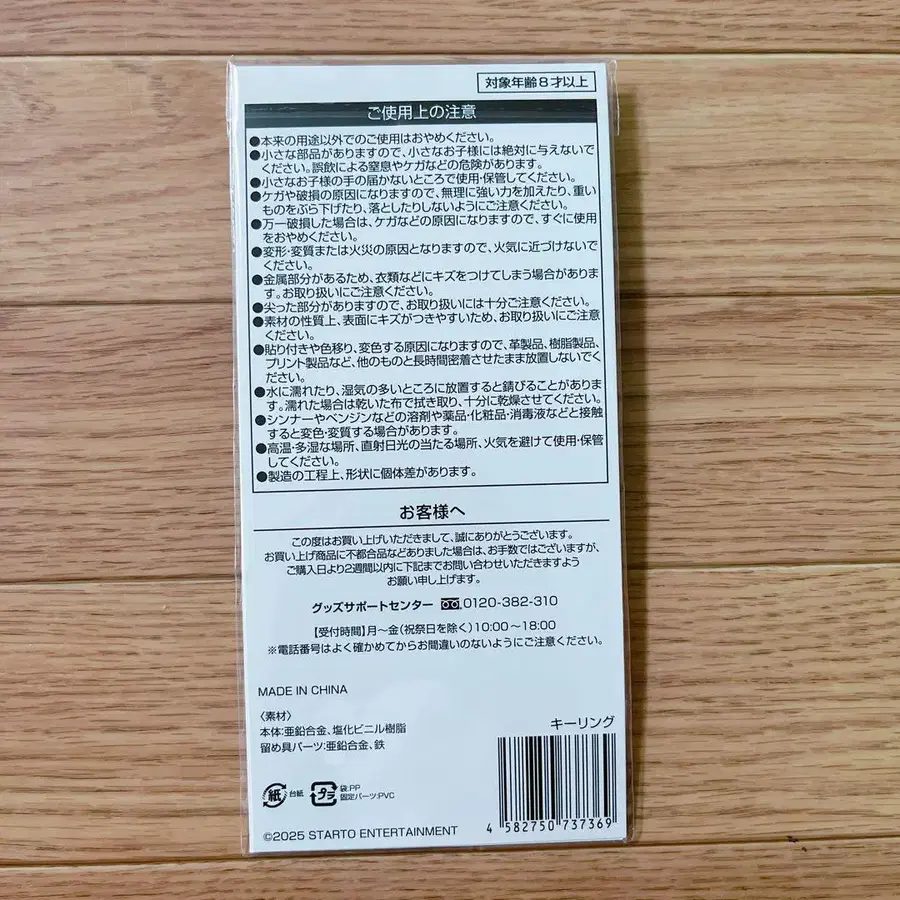 対象年齢8才以上
ご使用上の注意
●本来の用途以外でのご使用はおやめください。
●小さな部品がありますので、小さなお子様には絶対に与えないで
ください。誤飲による窒息やケガなどの危険があります。
●小さなお子様の手の届かないところで使用・保管してください。
●ケガや破損の原因になりますので、無理に強い力を加えたり、重い
ものをぶら下げたり、落としたりしないようにご注意ください。
●万一破損した場合は、ケガなどの原因になりますので、すぐに使用
をおやめください。
●変形・変質または火災の原因となりますので、火気に近づけないで
ください。
●金属部分があるため、衣類などにキズをつけてしまう場合がありま
す。お取り扱いにご注意ください。
●尖った部分がありますので、お取り扱いには十分ご注意ください。
●素材の性質上、表面にキズがつきやすいため、お取り扱いにご注意
ください。
●貼り付きや色移り、変色する原因になりますので、革製品、樹脂製品、
プリント製品など、他のものと長時間密着させたまま放置しないでく
ださい。
●水に濡れたり、湿気の多いところに放置すると錆びることがありま
す。濡れた場合は乾いた布で拭き取り、十分に乾燥させてください。
●シンナーやベンジンなどの溶剤や薬品・化粧品・消毒液などと接触
すると変色・変質する場合があります。
●高温・多湿な場所、直射日光の当たる場所、火気を避けて使用・保管
してください。
●製造の工程上、形状に個体差があります。
お客様へ
この度はお買い上げいただきまして、誠にありがとうございます。
お買い上げ商品に不都合品などありました場合は、お手数ではございますが、
ご購入日より2週間以内に下記までお問い合わせいただきますよう
お願い申し上げます。
グッズサポートセンター 0120-382-310
【受付時間】月〜金(祝祭日を除く)10:00〜18:00
※電話番号はよく確かめてからお間違いのないようにご注意ください。
MADE IN CHINA
〈素材〉
本体:亜鉛合金、塩化ビニル樹脂
留め具パーツ:亜鉛合金、鉄
キーリング
紙 台紙
プラ 袋:PP
固定パーツ:PVC
©2025 STARTO ENTERTAINMENT
4 582750 737369